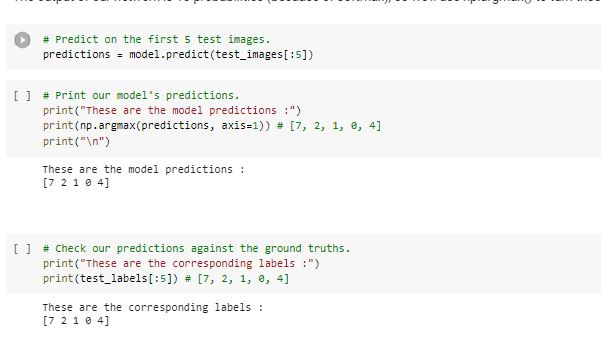 # Predict on the first 5 test images.
predictions = model.predict(test_images[:5])
[ ] # Print our model's predictions.
print("These are the model predictions :")
print(np.argmax(predictions, axis=1)) # [7, 2, 1, 0, 4]
print("\n")
These are the model predictions :
[7 2 1 0 4]
[ ] # Check our predictions against the ground truths.
print("These are the corresponding labels :")
print(test_labels[:5]) # [7, 2, 1, 0, 4]
These are the corresponding labels :
[7 2 1 0 4]